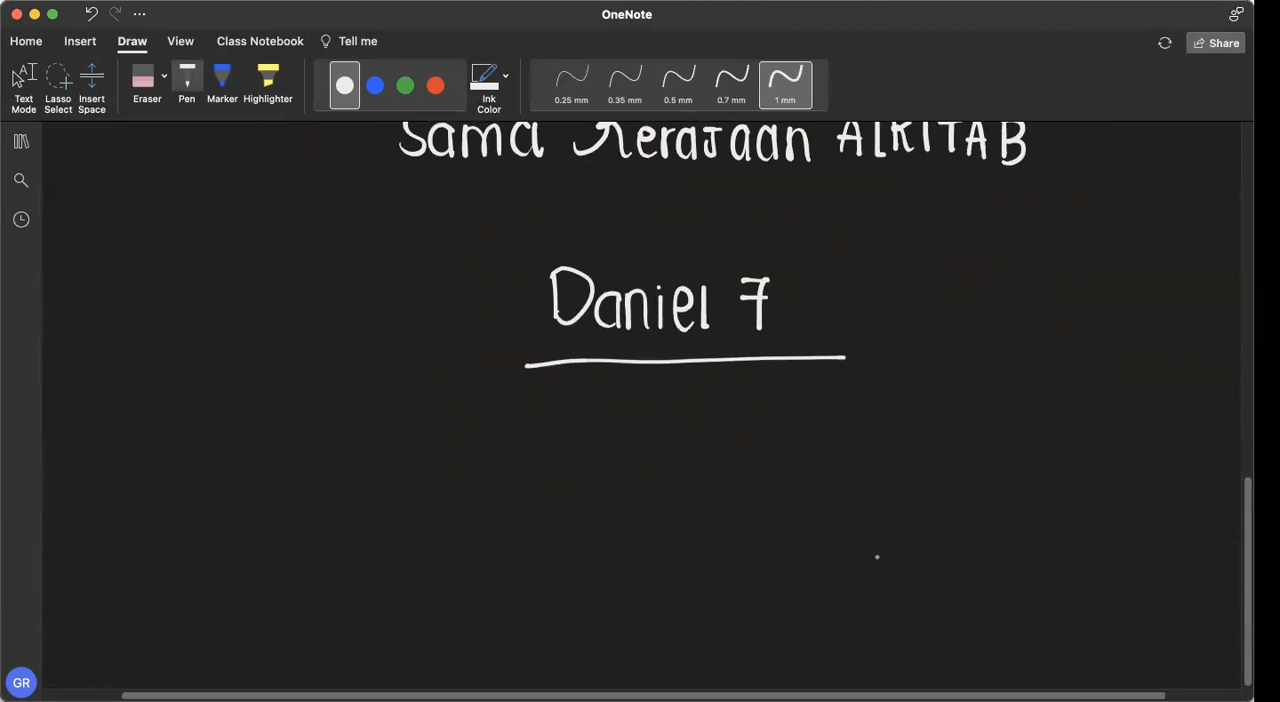 OneNote
Home Insert Draw View Class Notebook Tell me
Share
Text Mode
Lasso Select
Insert Space
Eraser
Pen
Marker
Highlighter
Ink Color
0.25 mm
0.35 mm
0.5 mm
0.7 mm
1 mm
Sama Kerajaan ALKITAB
Daniel 7
GR